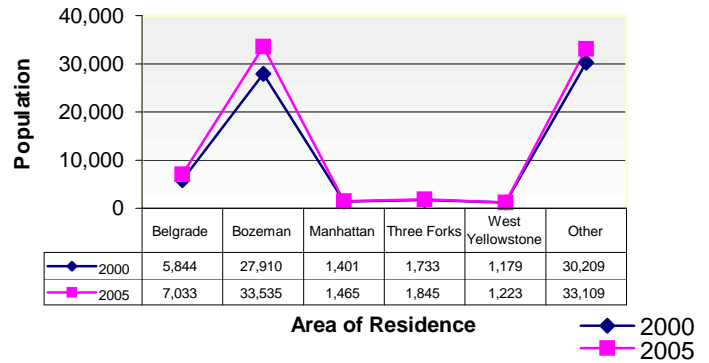 40,000
30,000
20,000
10,000
0
Population
Belgrade Bozeman Manhattan Three Forks West Yellowstone Other
2000 5,844 27,910 1,401 1,733 1,179 30,209
2005 7,033 33,535 1,465 1,845 1,223 33,109
Area of Residence
2000
2005